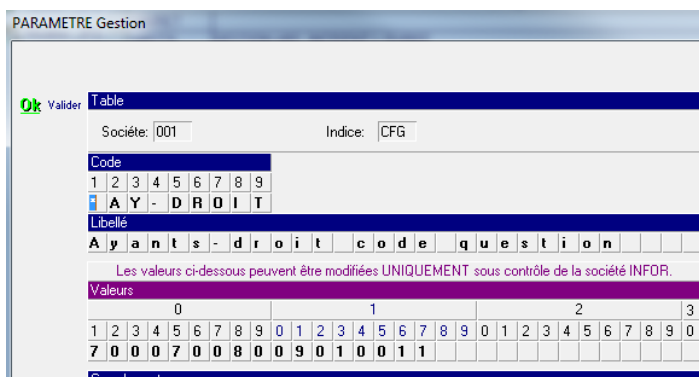 PARAMETRE Gestion
Ok Valider
Table
Sociéte: 001 Indice: CFG
Code
1 2 3 4 5 6 7 8 9
* A Y - D R O I T
Libellé
A y a n t s - d r o i t c o d e q u e s t i o n
Les valeurs ci-dessous peuvent être modifiées UNIQUEMENT sous contrôle de la société INFOR.
Valeurs
0 1 2 3
1 2 3 4 5 6 7 8 9 0 1 2 3 4 5 6 7 8 9 0 1 2 3 4 5 6 7 8 9 0
7 0 0 0 7 0 0 8 0 0 9 0 1 0 0 1 1